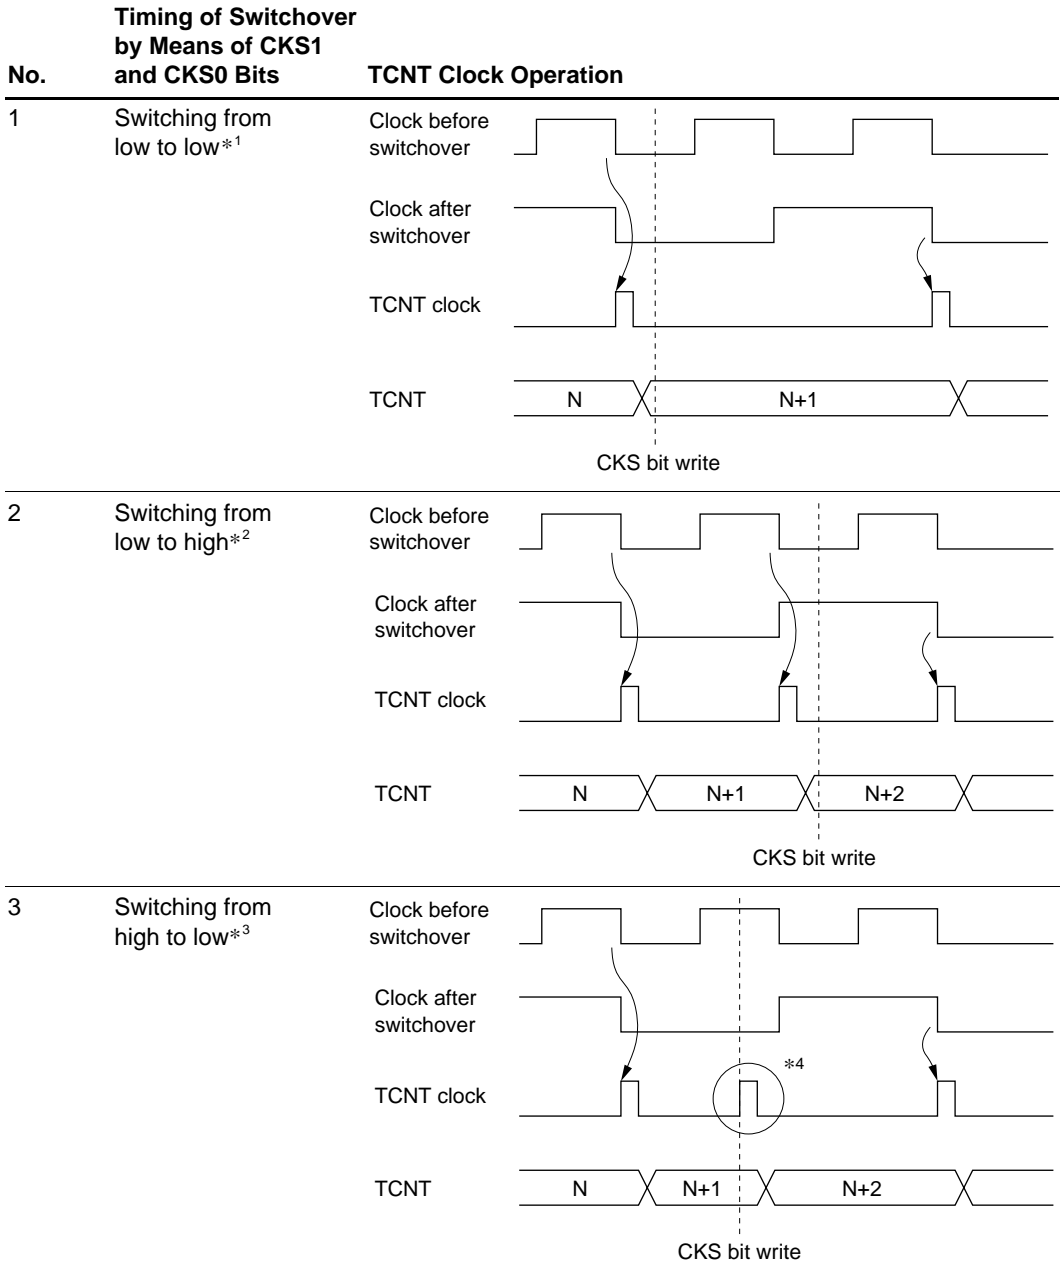 Timing of Switchover
by Means of CKS1
No. and CKS0 Bits TCNT Clock Operation
1 Switching from
low to low*1
Clock before
switchover
Clock after
switchover
TCNT clock
TCNT N N+1
CKS bit write
2 Switching from
low to high*2
Clock before
switchover
Clock after
switchover
TCNT clock
TCNT N N+1 N+2
CKS bit write
3 Switching from
high to low*3
Clock before
switchover
Clock after
switchover
*4
TCNT clock
TCNT N N+1 N+2
CKS bit write